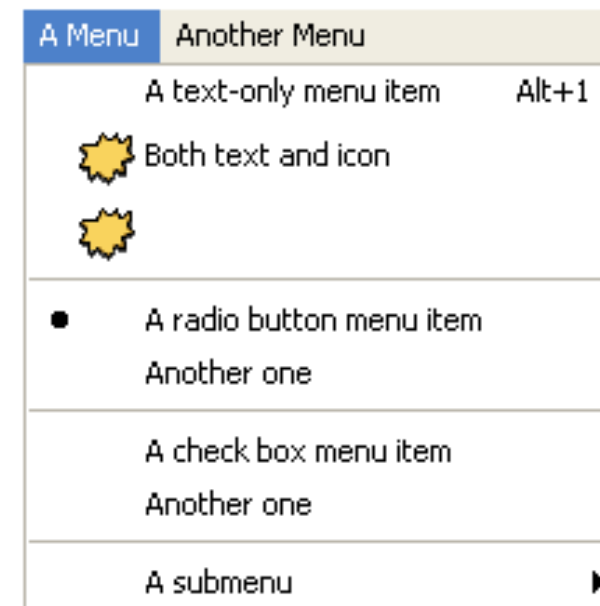 A Menu Another Menu
A text-only menu item Alt+1
Both text and icon
A radio button menu item
Another one
A check box menu item
Another one
A submenu